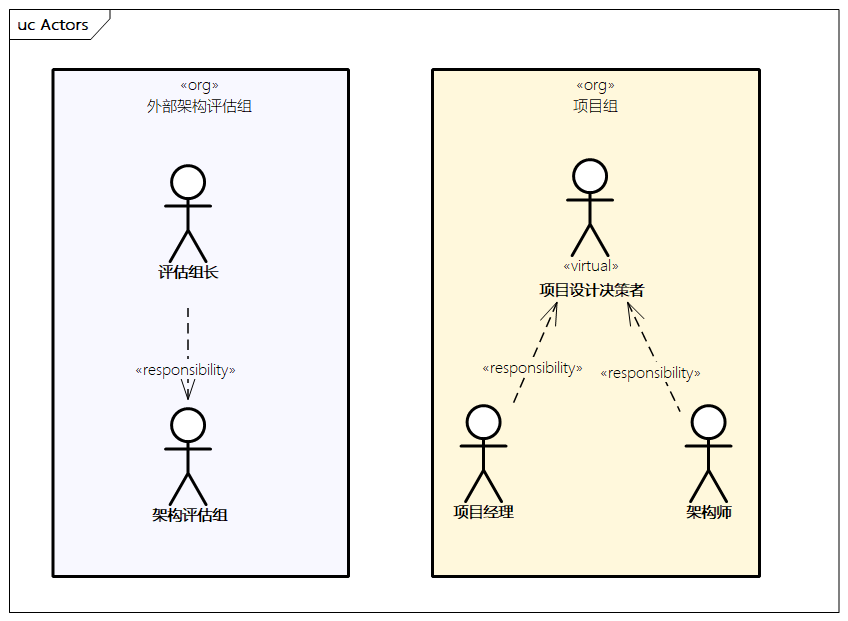 uc Actors
«org»
外部架构评估组
评估组长
«responsibility»
架构评估组
«org»
项目组
«virtual»
项目设计决策者
«responsibility»
«responsibility»
项目经理
架构师